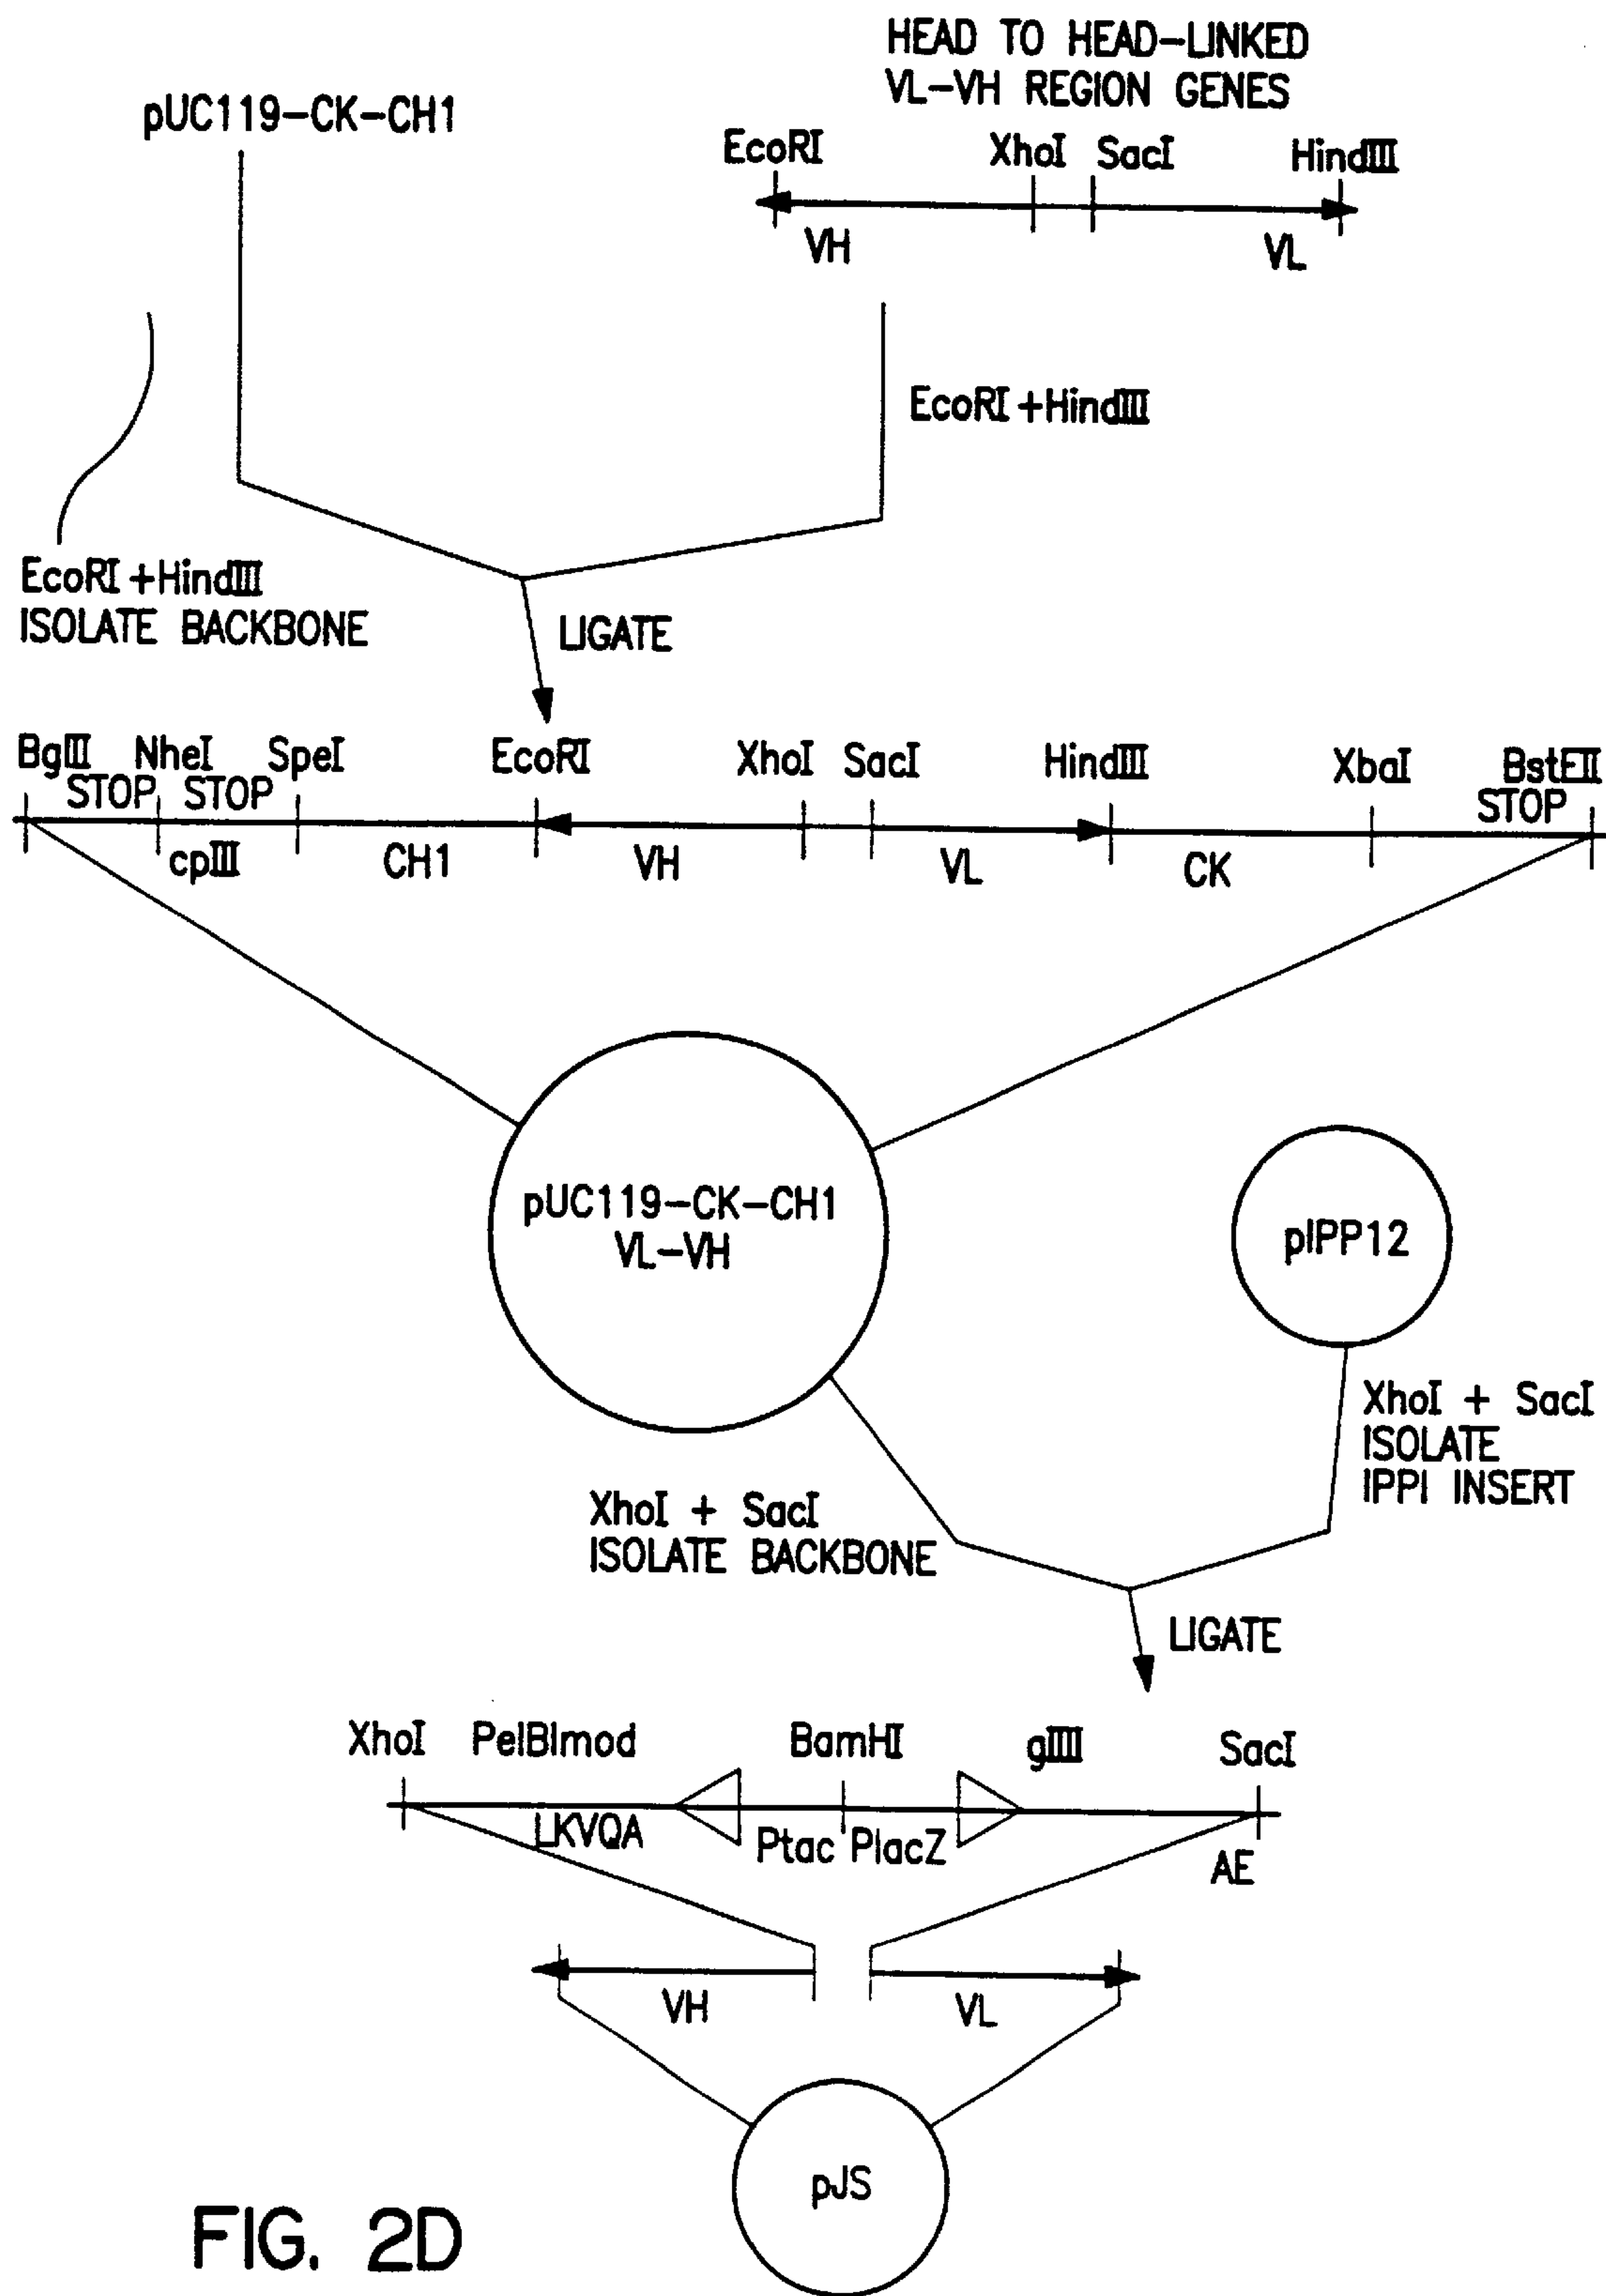 HEAD TO HEAD-LINKED
VL-VH REGION GENES
pUC119-CK-CH1
EcoRI XhoI SacI HindIII
VH VL
EcoRI+HindIII
EcoRI+HindIII
ISOLATE BACKBONE
LIGATE
BglII NheI SpeI EcoRI XhoI SacI HindIII XbaI BstEII
STOP STOP STOP
cpIII CH1 VH VL CK
pUC119-CK-CH1
VL-VH
pIPP12
XhoI + SacI
ISOLATE
IPPI INSERT
XhoI + SacI
ISOLATE BACKBONE
LIGATE
XhoI PelBlmod BamHI gIIII SacI
LKVQA Ptac PlacZ AE
VH VL
pJS
FIG. 2D